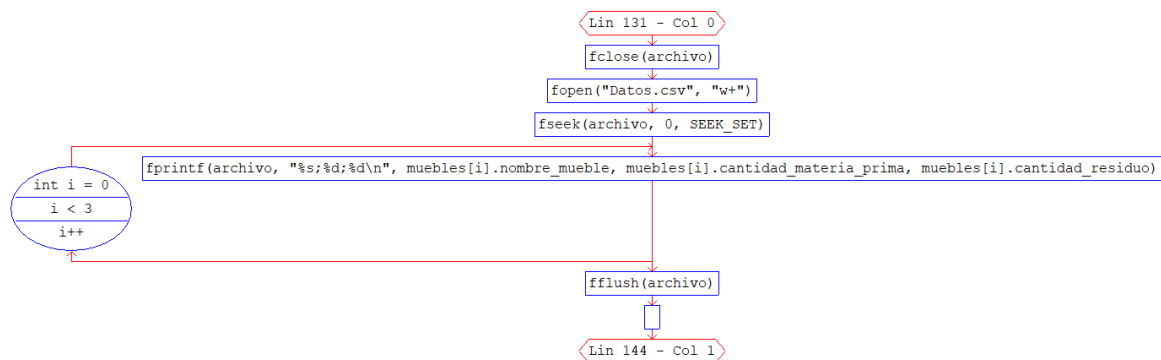 Lin 131 - Col 0
fclose(archivo)
fopen("Datos.csv", "w+")
fseek(archivo, 0, SEEK_SET)
fprintf(archivo, "%s;%d;%d\n", muebles[i].nombre_mueble, muebles[i].cantidad_materia_prima, muebles[i].cantidad_residuo)
int i = 0
i < 3
i++
fflush(archivo)
Lin 144 - Col 1